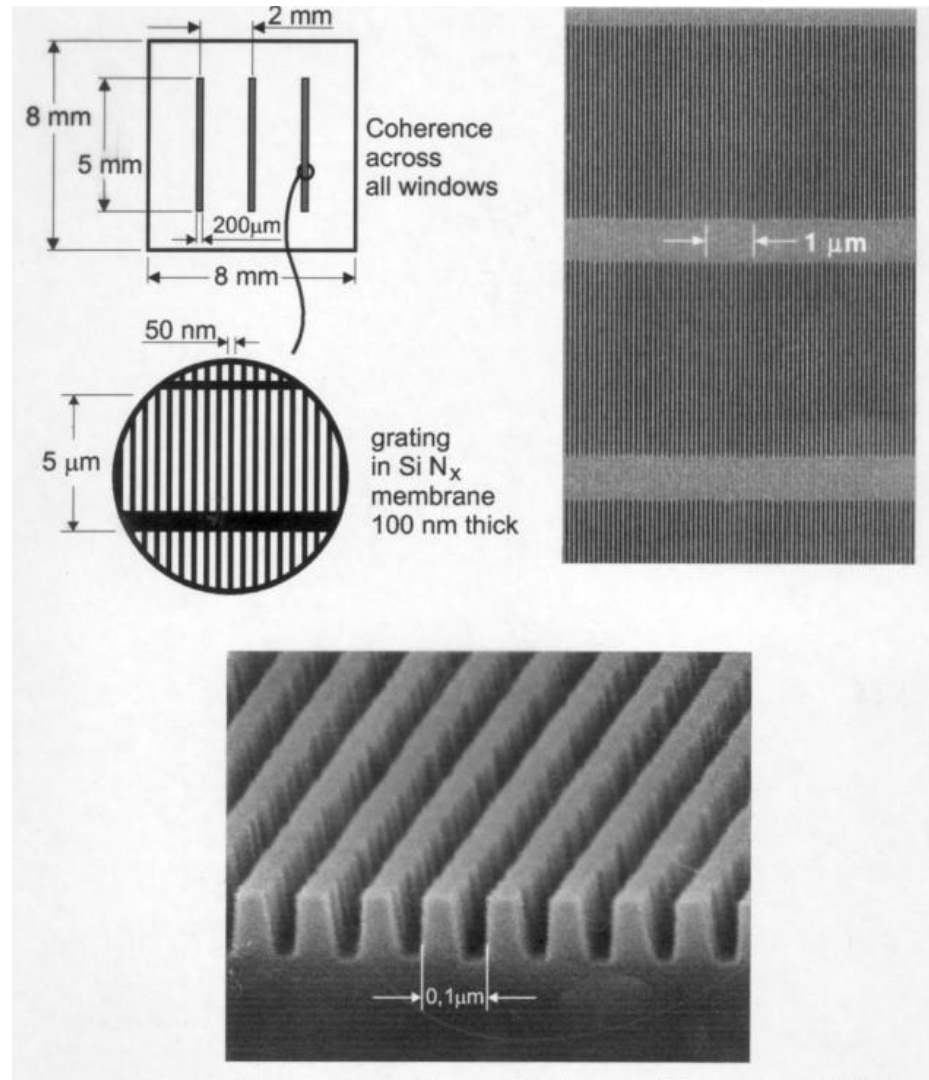 2 mm
8 mm
5 mm
Coherence
across
all windows
200μm
8 mm
1 μm
50 nm
5 μm
grating
in Si Nx
membrane
100 nm thick
0,1μm